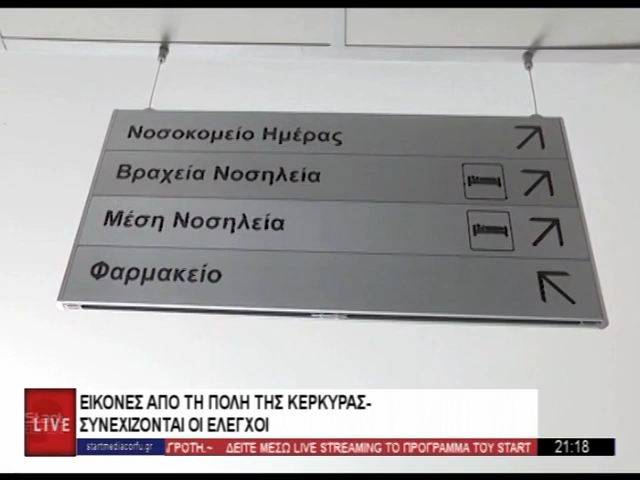 Νοσοκομείο Ημέρας
Βραχεία Νοσηλεία
Μέση Νοσηλεία
Φαρμακείο
LIVE
ΕΙΚΟΝΕΣ ΑΠΟ ΤΗ ΠΟΛΗ ΤΗΣ ΚΕΡΚΥΡΑΣ-
ΣΥΝΕΧΙΖΟΝΤΑΙ ΟΙ ΕΛΕΓΧΟΙ
startmediacorfu.gr ΓΡΟΤΗ.~ ΔΕΙΤΕ ΜΕΣΩ LIVE STREAMING ΤΟ ΠΡΟΓΡΑΜΜΑ ΤΟΥ START 21:18